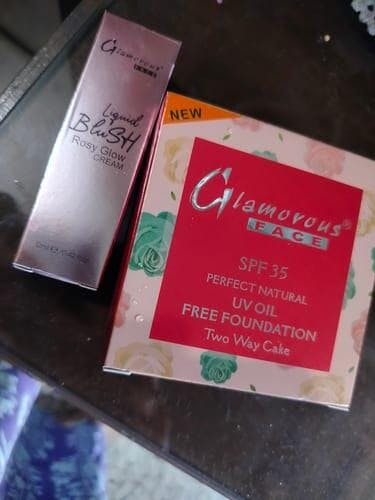 Glamorous
FACE
Liquid
BluSH
Rosy Glow
CREAM
NEW
Glamorous®
FACE
SPF 35
PERFECT NATURAL
UV OIL
FREE FOUNDATION
Two Way Cake